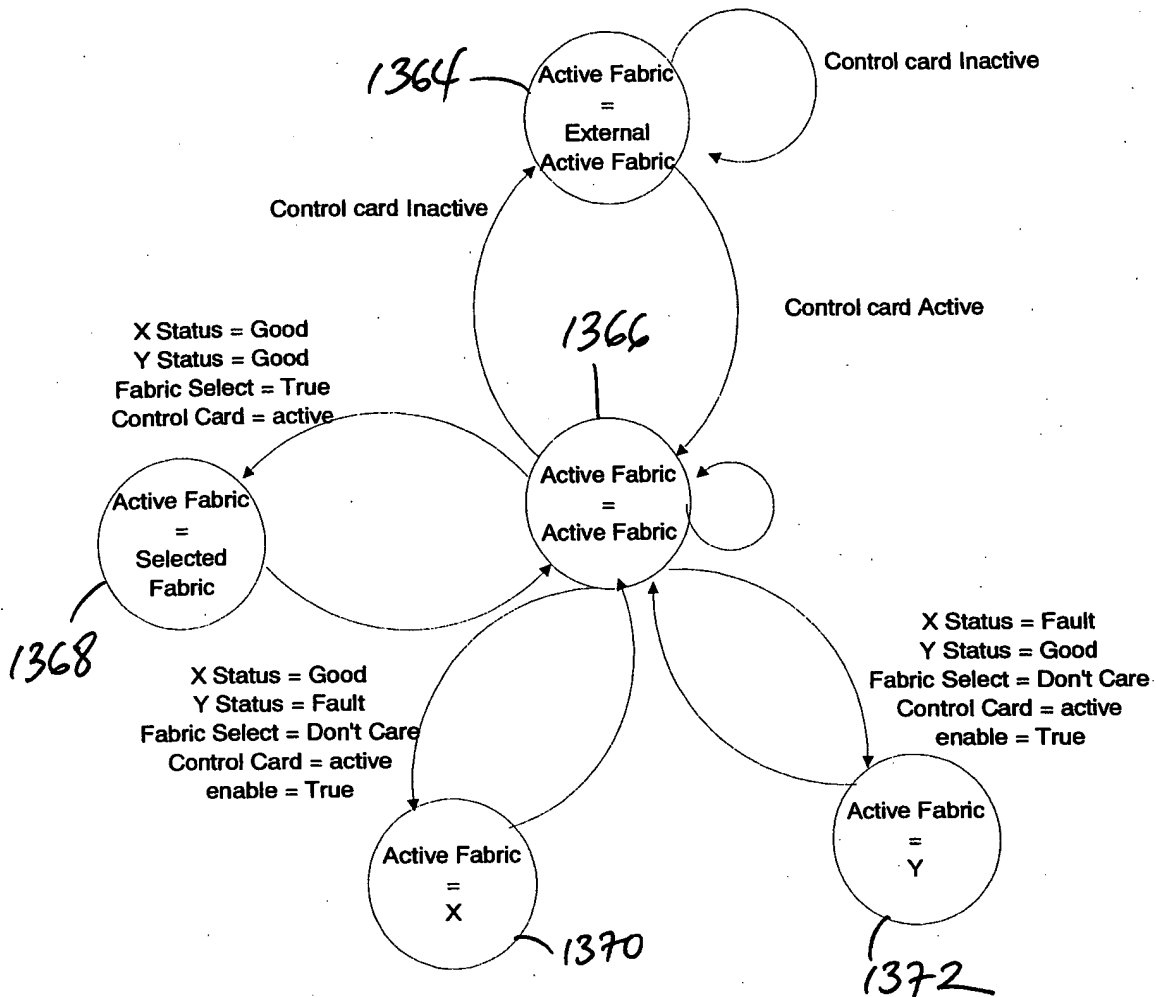 1364
Active Fabric
=
External
Active Fabric
Control card Inactive
Control card Inactive
Control card Active
1366
X Status = Good
Y Status = Good
Fabric Select = True
Control Card = active
Active Fabric
=
Active Fabric
Active Fabric
=
Selected
Fabric
1368
X Status = Good
Y Status = Fault
Fabric Select = Don't Care
Control Card = active
enable = True
X Status = Fault
Y Status = Good
Fabric Select = Don't Care
Control Card = active
enable = True
Active Fabric
=
X
1370
Active Fabric
=
Y
1372